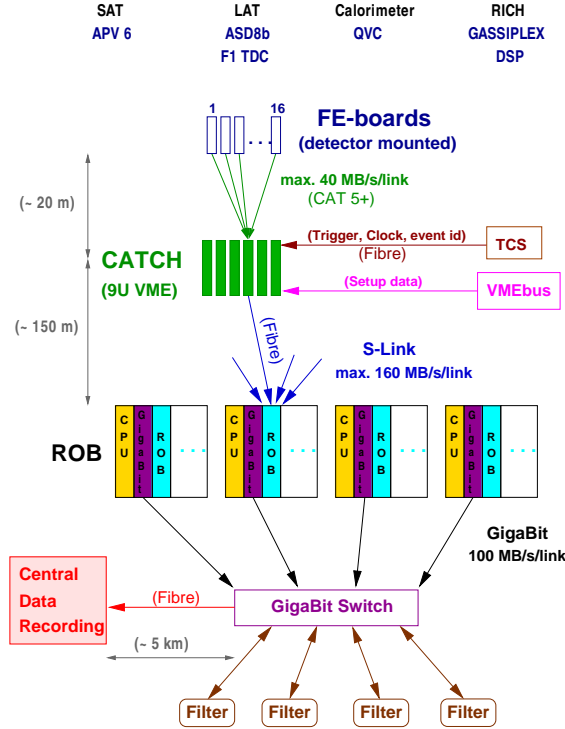 SAT LAT Calorimeter RICH
APV 6 ASD8b QVC GASSIPLEX
F1 TDC DSP
1 16
FE-boards
(detector mounted)
. . .
max. 40 MB/s/link
(CAT 5+)
(~ 20 m)
(Trigger, Clock, event id)
TCS
(Fibre)
CATCH
(9U VME)
(Setup data)
VMEbus
(~ 150 m)
(Fibre)
S-Link
max. 160 MB/s/link
ROB
CPU GigaBit ROB . . . CPU GigaBit ROB . . . CPU GigaBit ROB . . . CPU GigaBit ROB . . .
GigaBit
100 MB/s/link
Central
Data
Recording
(Fibre)
GigaBit Switch
(~ 5 km)
Filter Filter Filter Filter